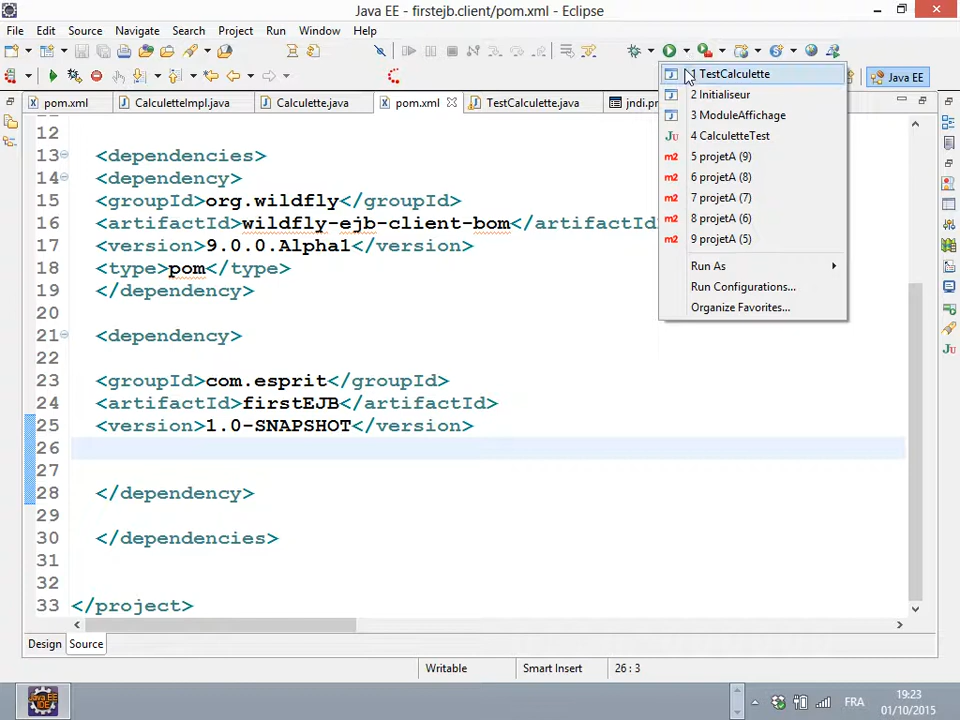 Java EE - firstejb.client/pom.xml - Eclipse
File Edit Source Navigate Search Project Run Window Help
Java EE
pom.xml CalculetteImpl.java Calculette.java pom.xml TestCalculette.java jndi.pr
1 TestCalculette
2 Initialiseur
3 ModuleAffichage
4 CalculetteTest
5 projetA (9)
6 projetA (8)
7 projetA (7)
8 projetA (6)
9 projetA (5)
Run As
Run Configurations...
Organize Favorites...
12
13 <dependencies>
14 <dependency>
15 <groupId>org.wildfly</groupId>
16 <artifactId>wildfly-ejb-client-bom</artifactId
17 <version>9.0.0.Alpha1</version>
18 <type>pom</type>
19 </dependency>
20
21 <dependency>
22
23 <groupId>com.esprit</groupId>
24 <artifactId>firstEJB</artifactId>
25 <version>1.0-SNAPSHOT</version>
26
27
28 </dependency>
29
30 </dependencies>
31
32
33 </project>
Design Source
Writable Smart Insert 26 : 3
Java EE IDE
FRA
19:23
01/10/2015